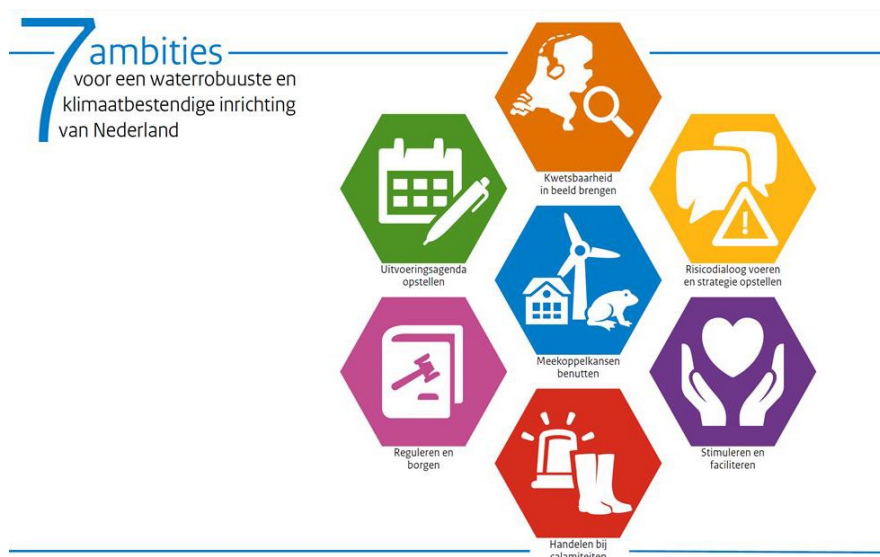 7 ambities
voor een waterrobuuste en
klimaatbestendige inrichting
van Nederland
Kwetsbaarheid
in beeld brengen
Uitvoeringsagenda
opstellen
Risicodialoog voeren
en strategie opstellen
Meekoppelkansen
benutten
Reguleren en
borgen
Stimuleren en
faciliteren
Handelen bij
calamiteiten